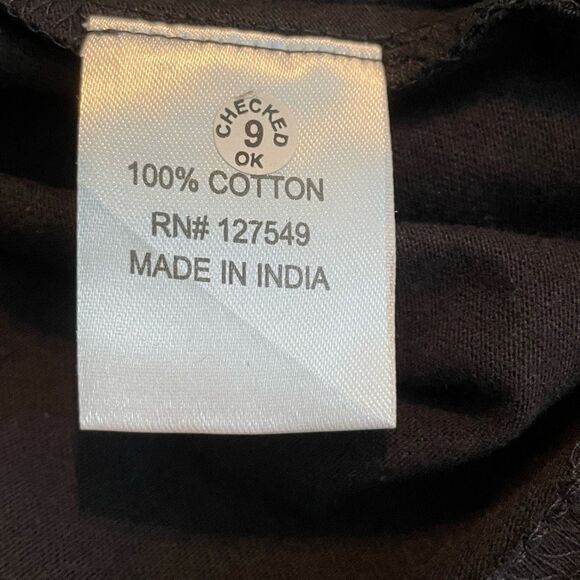 CHECKED
9
OK
100% COTTON
RN# 127549
MADE IN INDIA